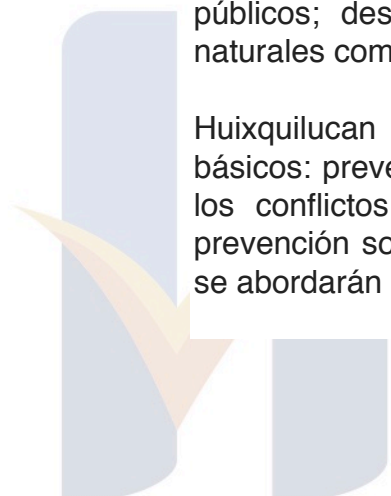 públicos; des
naturales com
Huixquilucan
básicos: preve
los conflictos
prevención so
se abordarán